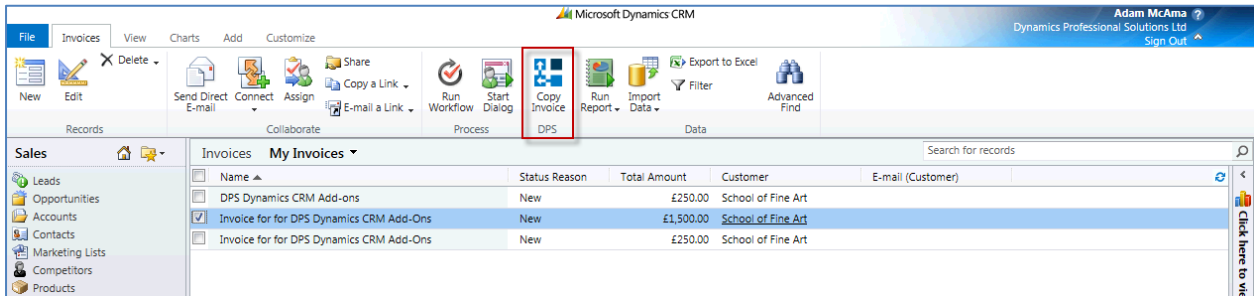 Microsoft Dynamics CRM
Adam McAma
Dynamics Professional Solutions Ltd
Sign Out
File Invoices View Charts Add Customize
New
Edit
Delete
Records
Send Direct E-mail
Connect
Assign
Share
Copy a Link
E-mail a Link
Collaborate
Run Workflow
Start Dialog
Process
Copy Invoice
DPS
Run Report
Import Data
Export to Excel
Filter
Advanced Find
Data
Sales
Leads
Opportunities
Accounts
Contacts
Marketing Lists
Competitors
Products
Invoices My Invoices
Search for records
Name Status Reason Total Amount Customer E-mail (Customer)
DPS Dynamics CRM Add-ons New £250.00 School of Fine Art
Invoice for for DPS Dynamics CRM Add-Ons New £1,500.00 School of Fine Art
Invoice for for DPS Dynamics CRM Add-Ons New £250.00 School of Fine Art
Click here to vie